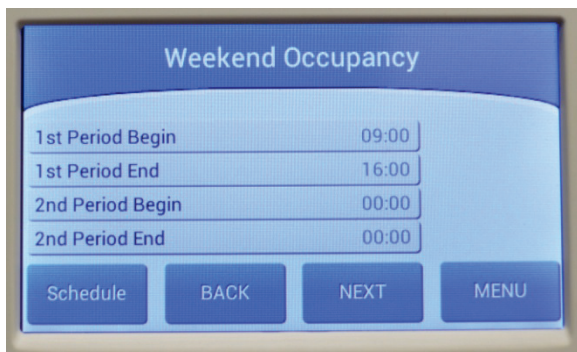 Weekend Occupancy
1st Period Begin 09:00
1st Period End 16:00
2nd Period Begin 00:00
2nd Period End 00:00
Schedule BACK NEXT MENU